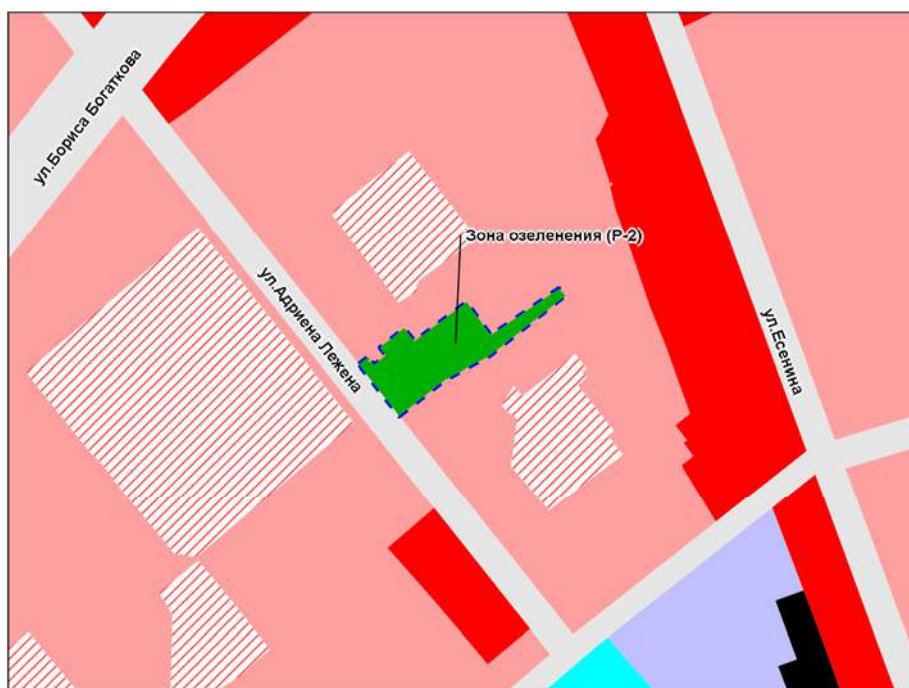 ул.Бориса Богаткова
Зона озеленения (Р-2)
ул.Адриена Лежена
ул.Есенина